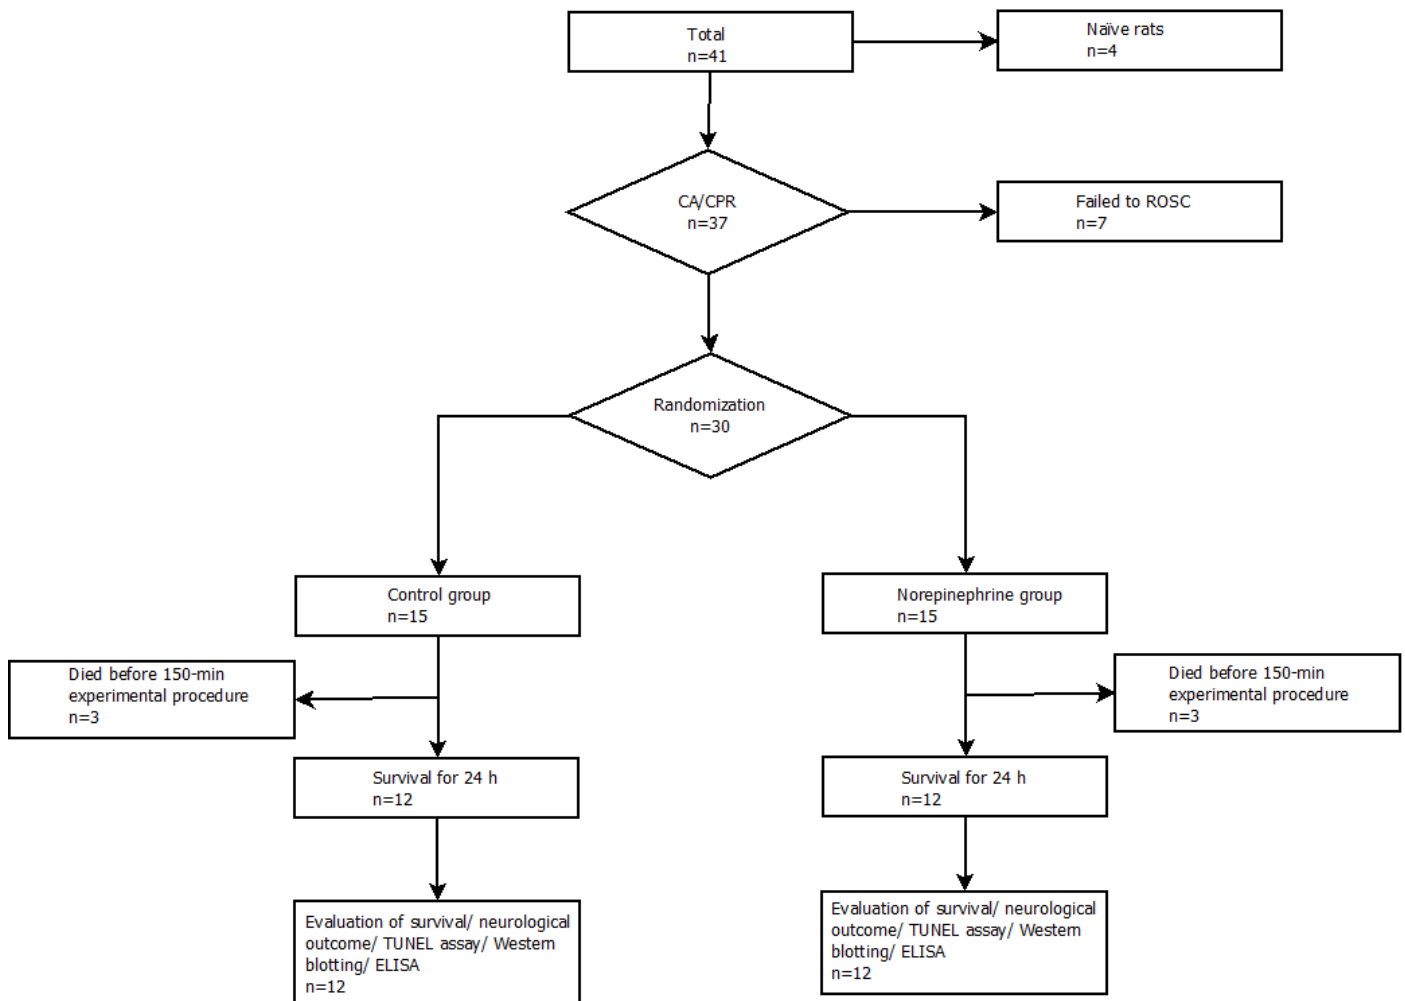 Total
n=41
Naïve rats
n=4
CA/CPR
n=37
Failed to ROSC
n=7
Randomization
n=30
Control group
n=15
Norepinephrine group
n=15
Died before 150-min
experimental procedure
n=3
Died before 150-min
experimental procedure
n=3
Survival for 24 h
n=12
Survival for 24 h
n=12
Evaluation of survival/ neurological
outcome/ TUNEL assay/ Western
blotting/ ELISA
n=12
Evaluation of survival/ neurological
outcome/ TUNEL assay/ Western
blotting/ ELISA
n=12